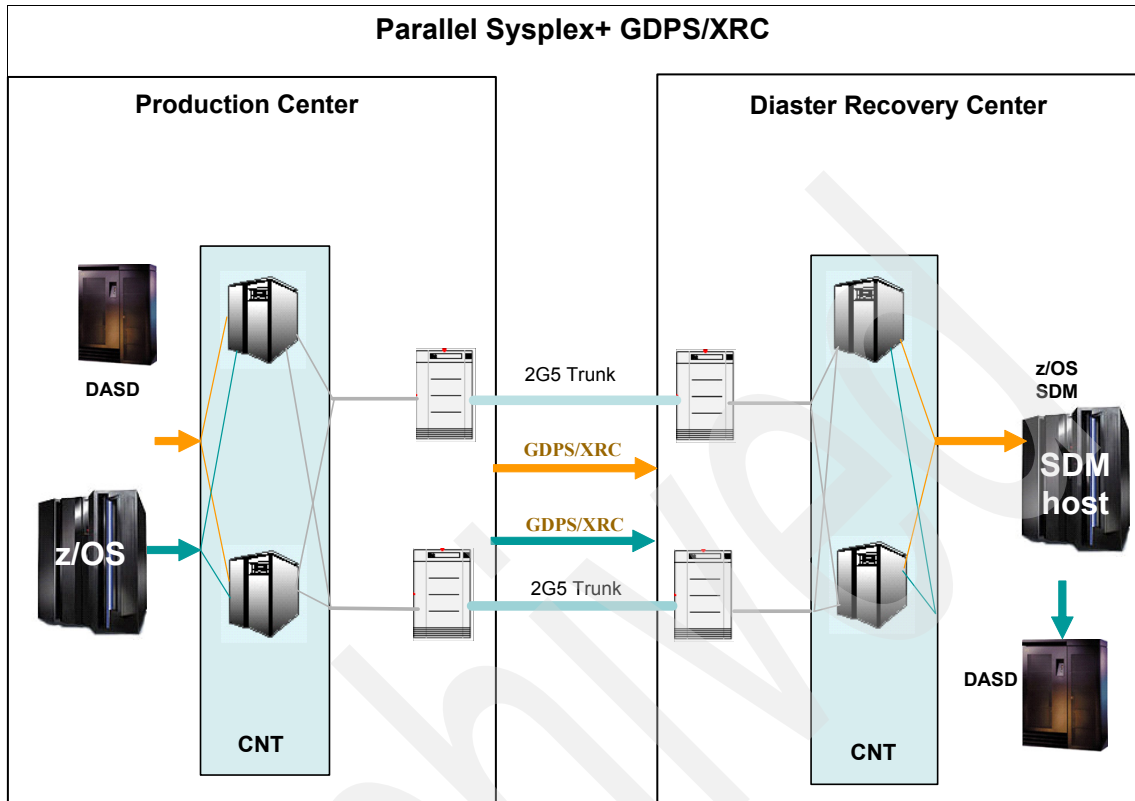 Parallel Sysplex+ GDPS/XRC
Production Center
Diaster Recovery Center
DASD
z/OS
CNT
2G5 Trunk
GDPS/XRC
GDPS/XRC
2G5 Trunk
z/OS
SDM
SDM
host
DASD
CNT